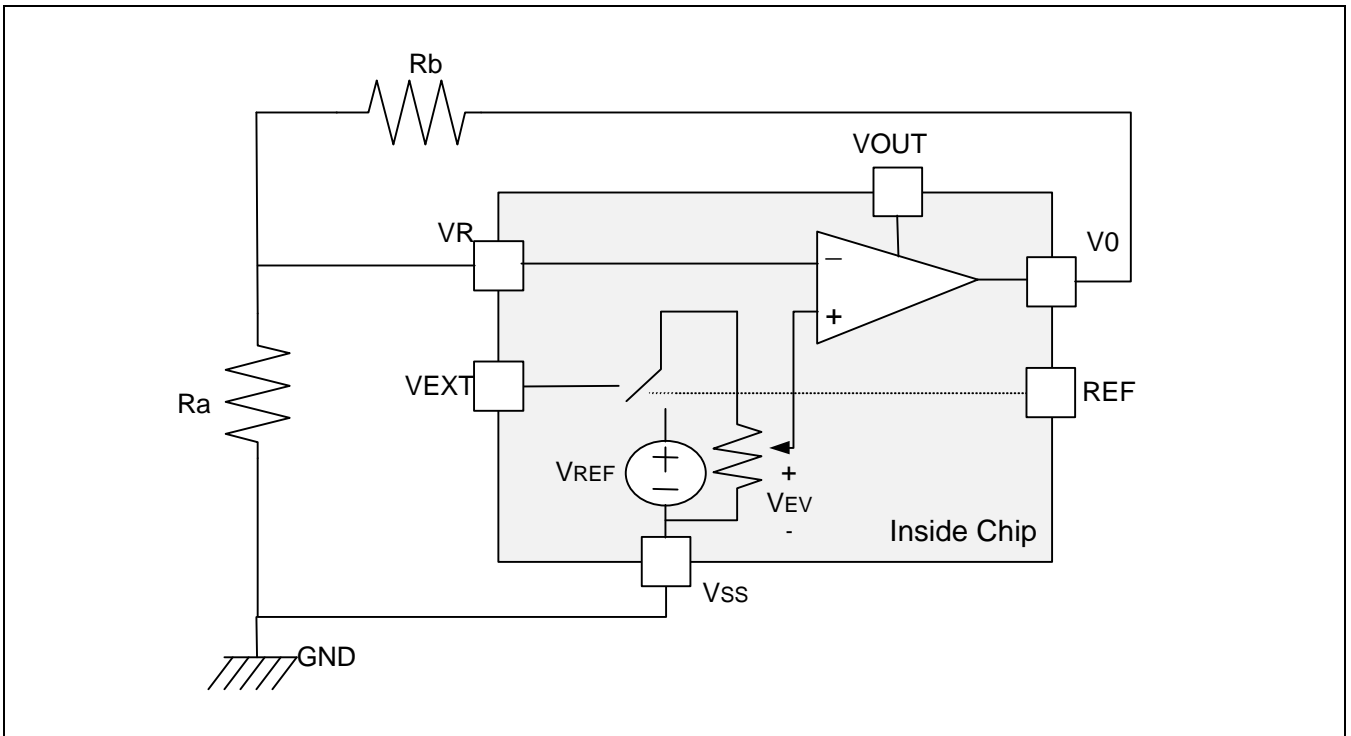 Rb
VOUT
VR
−
V0
+
VEXT
REF
Ra
VREF
+
−
+
VEV
-
Inside Chip
VSS
GND